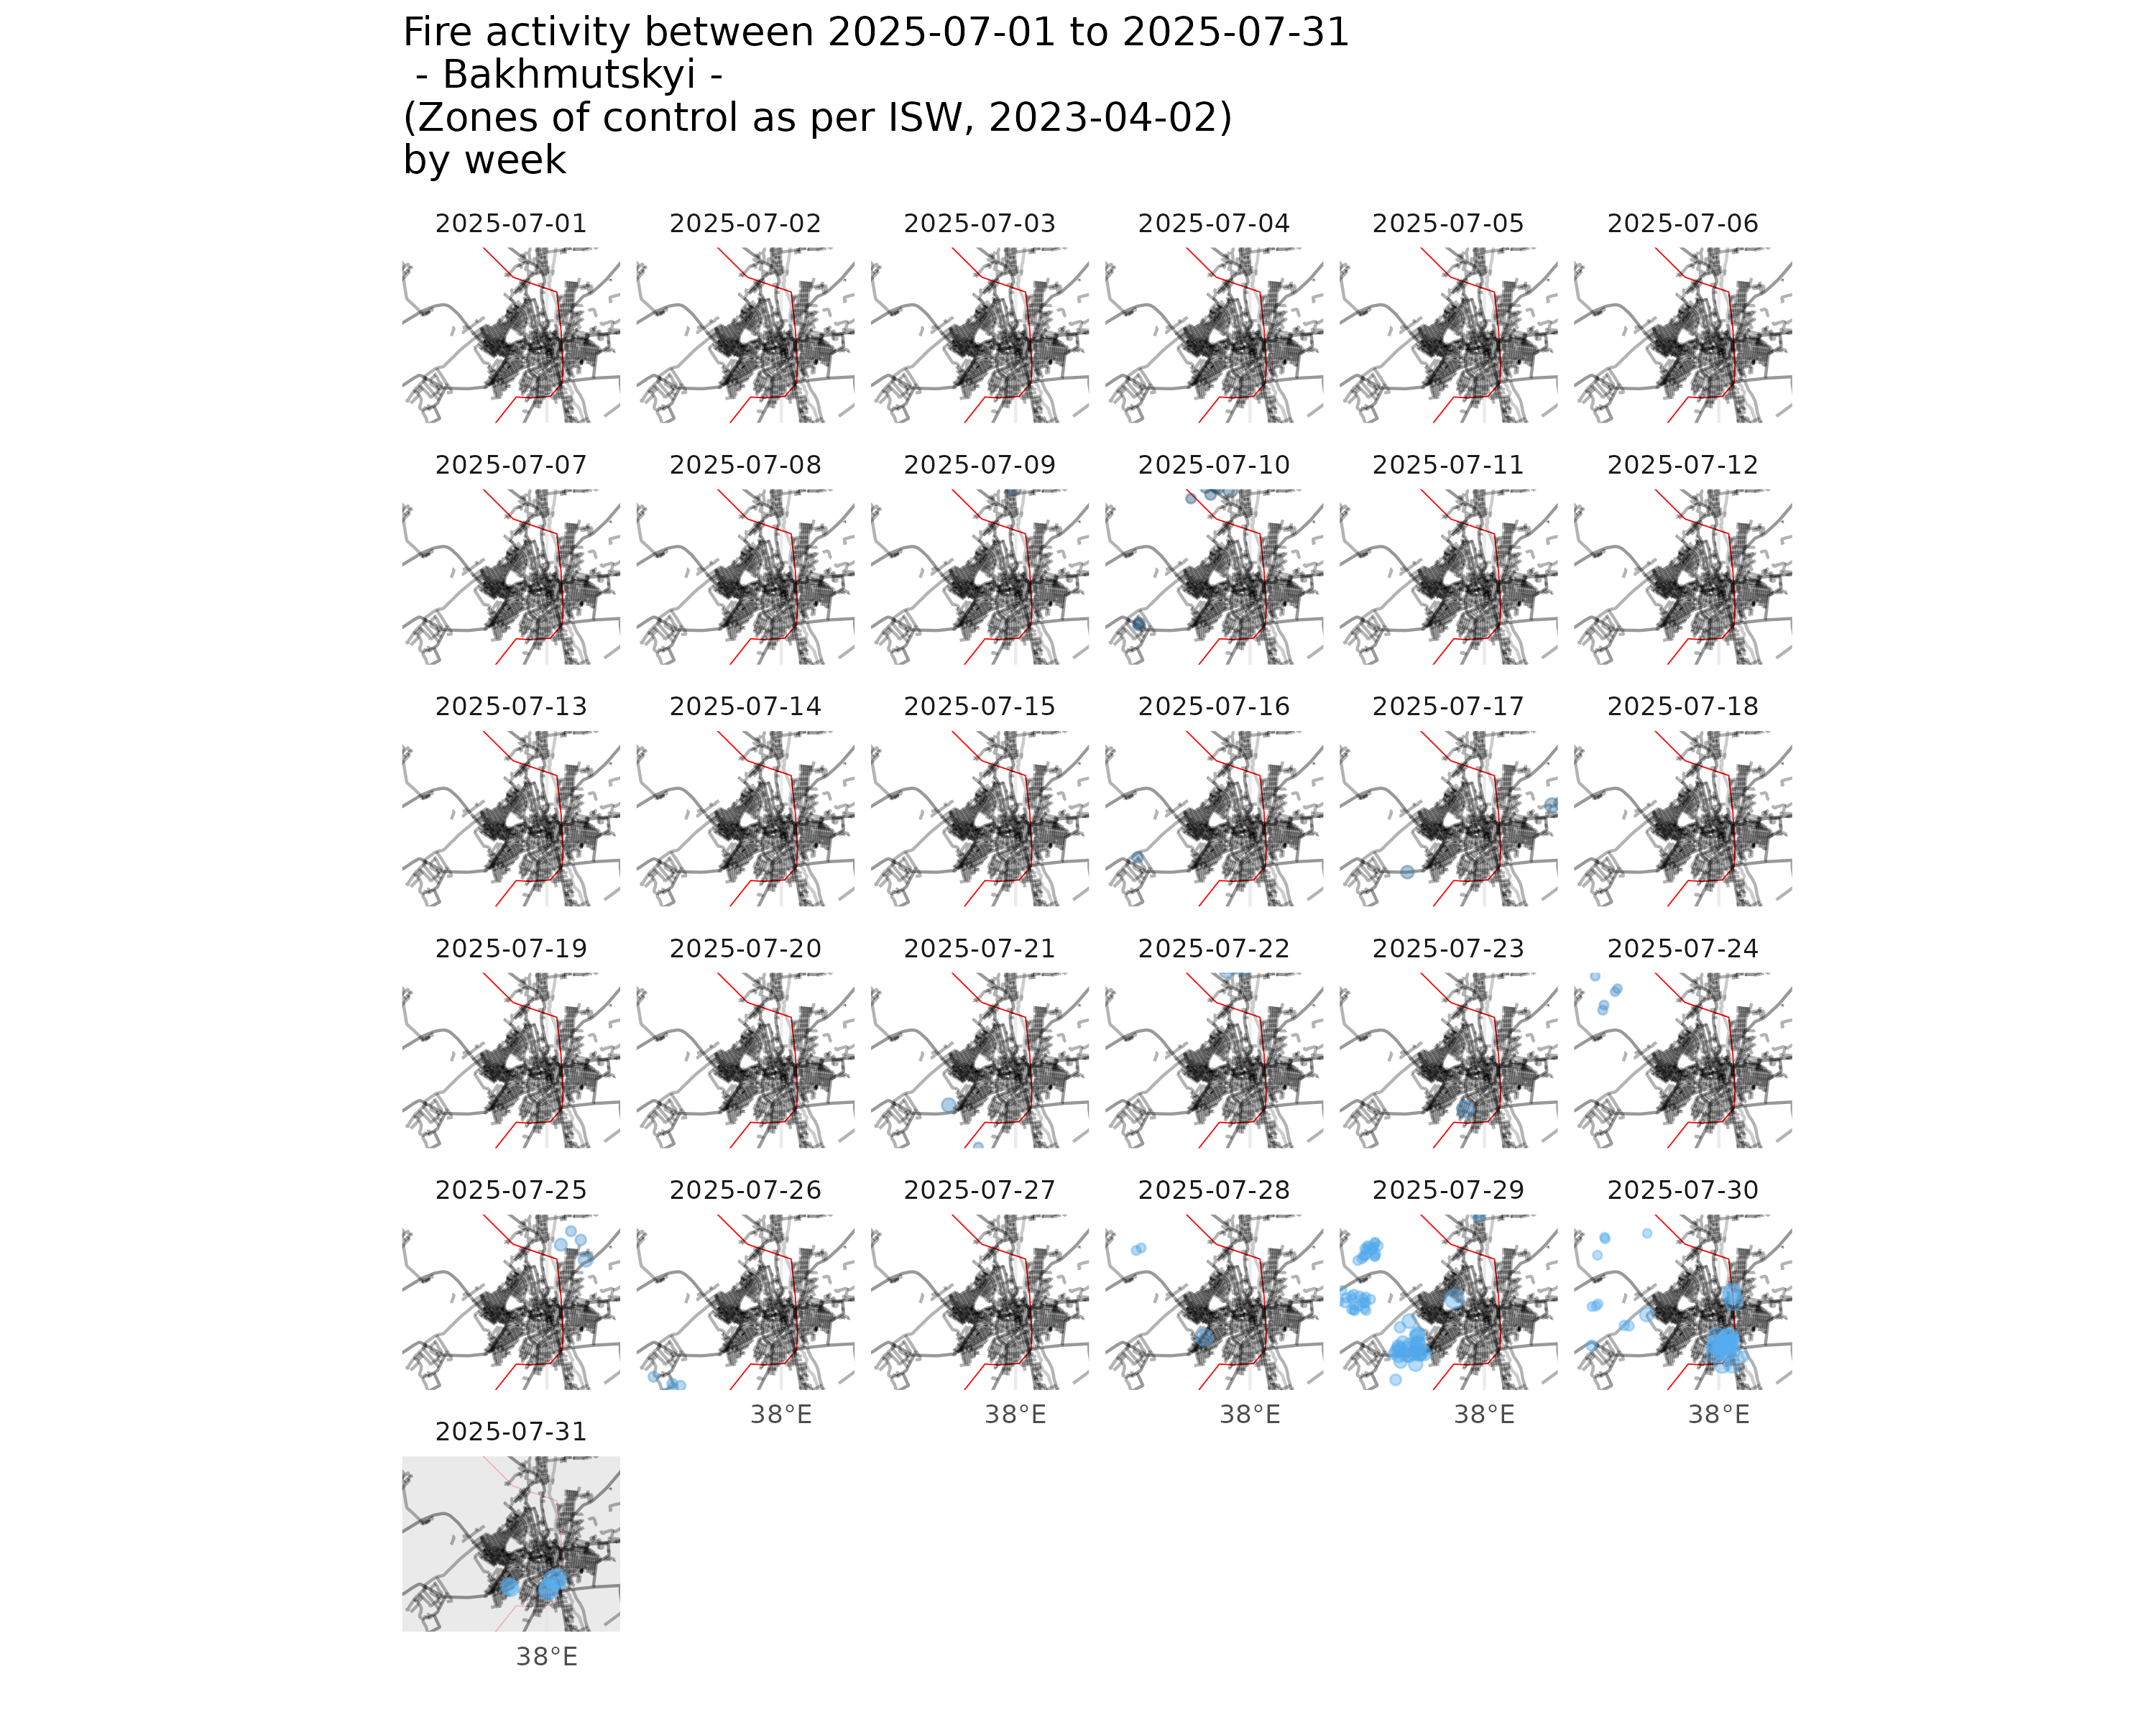 Fire activity between 2025-07-01 to 2025-07-31
- Bakhmutskyi -
(Zones of control as per ISW, 2023-04-02)
by week
2025-07-01 2025-07-02 2025-07-03 2025-07-04 2025-07-05 2025-07-06
2025-07-07 2025-07-08 2025-07-09 2025-07-10 2025-07-11 2025-07-12
2025-07-13 2025-07-14 2025-07-15 2025-07-16 2025-07-17 2025-07-18
2025-07-19 2025-07-20 2025-07-21 2025-07-22 2025-07-23 2025-07-24
2025-07-25 2025-07-26 2025-07-27 2025-07-28 2025-07-29 2025-07-30
38°E 38°E 38°E 38°E 38°E
2025-07-31
38°E